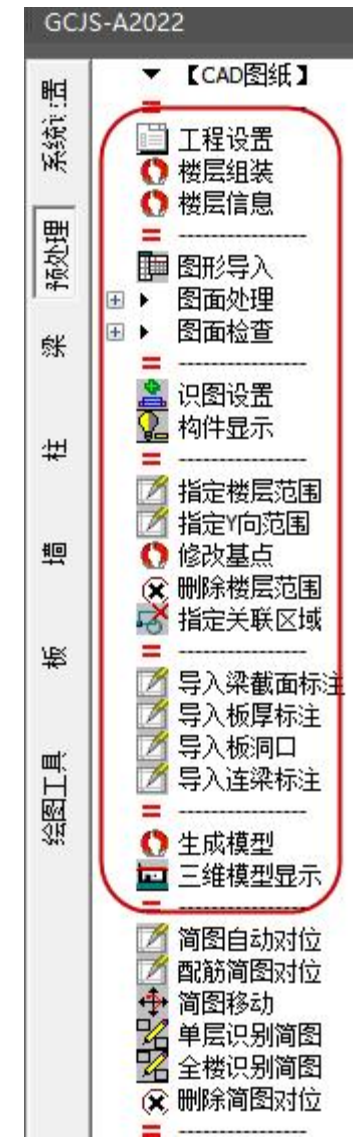 GCJS-A2022
【CAD图纸】
工程设置
楼层组装
楼层信息
图形导入
图面处理
图面检查
识图设置
构件显示
指定楼层范围
指定Y向范围
修改基点
删除楼层范围
指定关联区域
导入梁截面标注
导入板厚标注
导入板洞口
导入连梁标注
生成模型
三维模型显示
简图自动对位
配筋简图对位
简图移动
单层识别简图
全楼识别简图
删除简图对位
系统设置
预处理
梁
柱
墙
板
绘图工具